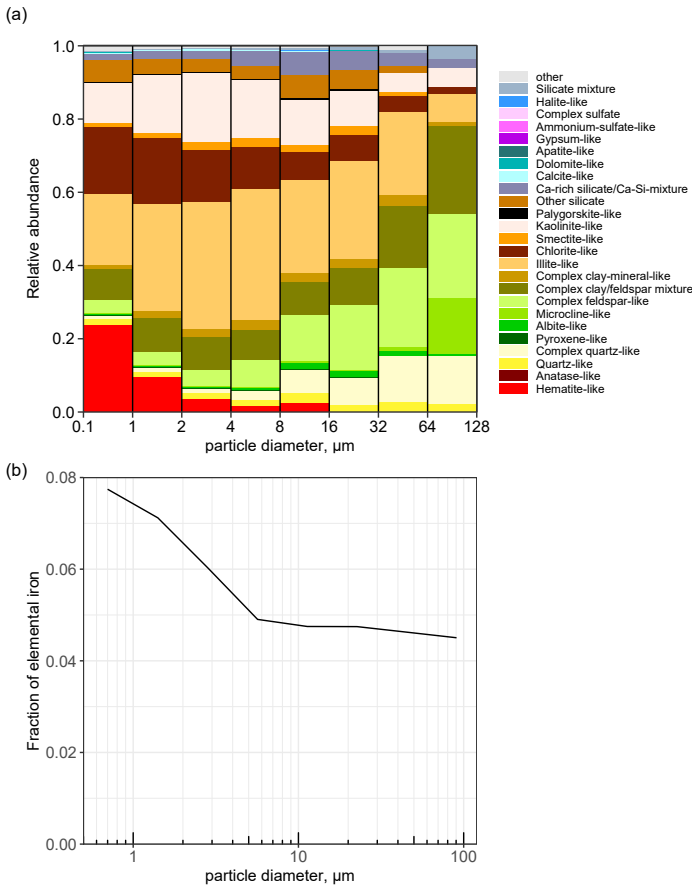 (a)
1.0
0.8
0.6
0.4
0.2
0.0
Relative abundance
0.1 1 2 4 8 16 32 64 128
particle diameter, µm
other
Silicate mixture
Halite-like
Complex sulfate
Ammonium-sulfate-like
Gypsum-like
Apatite-like
Dolomite-like
Calcite-like
Ca-rich silicate/Ca-Si-mixture
Other silicate
Palygorskite-like
Kaolinite-like
Smectite-like
Chlorite-like
Illite-like
Complex clay-mineral-like
Complex clay/feldspar mixture
Complex feldspar-like
Microcline-like
Albite-like
Pyroxene-like
Complex quartz-like
Quartz-like
Anatase-like
Hematite-like
(b)
0.08
0.06
0.04
0.02
0.00
Fraction of elemental iron
1 10 100
particle diameter, µm